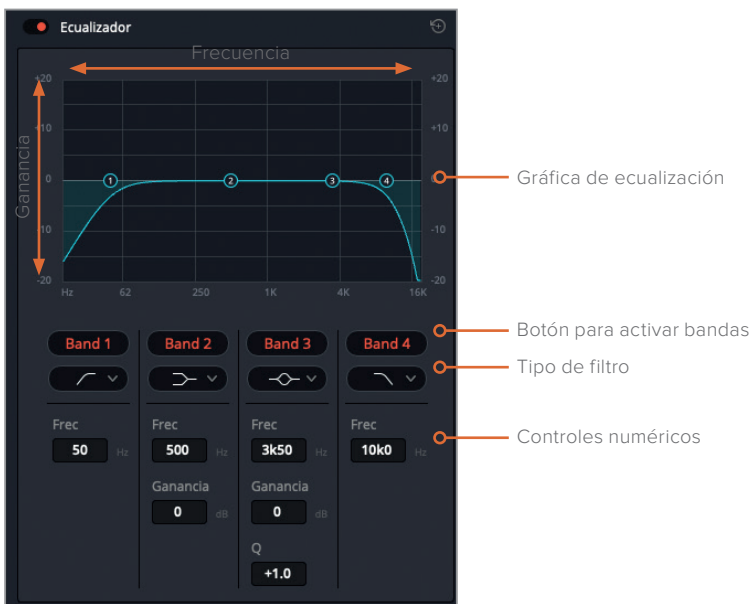 Ecualizador
Frecuencia
+20 +20
Ganancia
+10 +10
0 1 2 3 4 0
Gráfica de ecualización
-10 -10
-20 -20
Hz 62 250 1K 4K 16K
Band 1 Band 2 Band 3 Band 4
Botón para activar bandas
Tipo de filtro
Frec Frec Frec Frec
50 Hz 500 Hz 3k50 Hz 10k0 Hz
Controles numéricos
Ganancia Ganancia
0 dB 0 dB
Q
+1.0